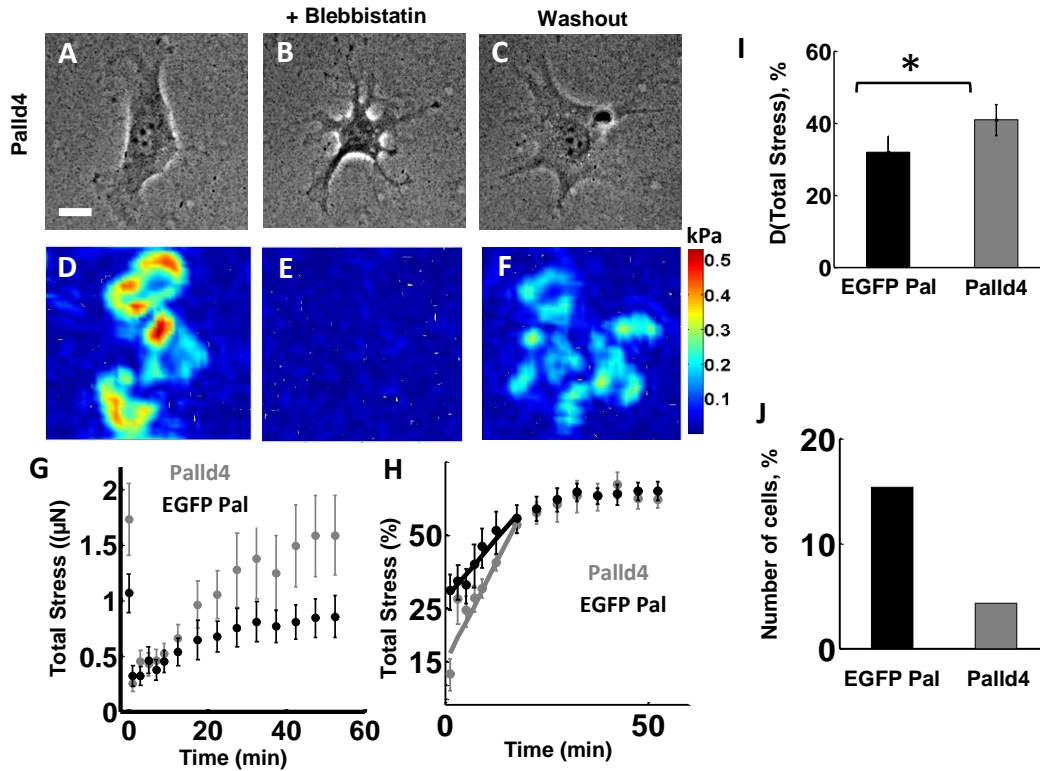 + Blebbistatin
Washout
Palld4
A
B
C
D
E
F
kPa
0.5
0.4
0.3
0.2
0.1
G
Palld4
EGFP Pal
2
1.5
1
0.5
0
0 20 40 60
Total Stress ((µN)
Time (min)
H
50
25
15
0 50
Total Stress (%)
Palld4
EGFP Pal
Time (min)
I
60
40
20
0
D(Total Stress), %
*
EGFP Pal Palld4
J
20
10
0
Number of cells, %
EGFP Pal Palld4